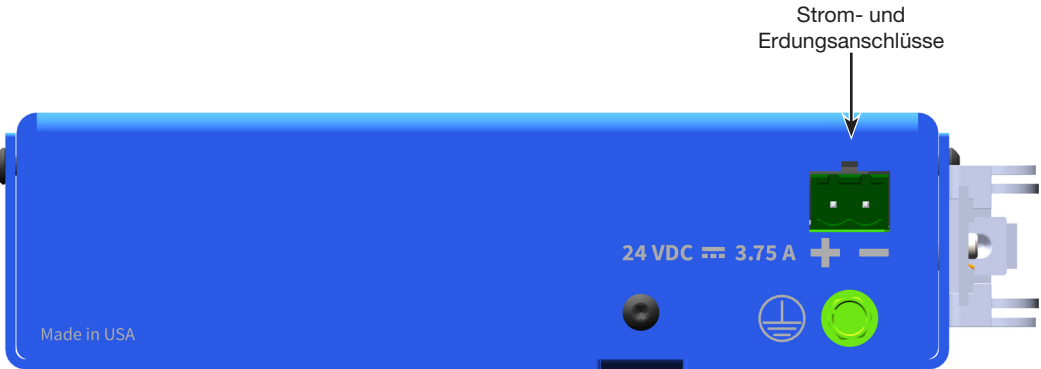 Strom- und
Erdungsanschlüsse
24 VDC ⎓ 3.75 A + −
Made in USA